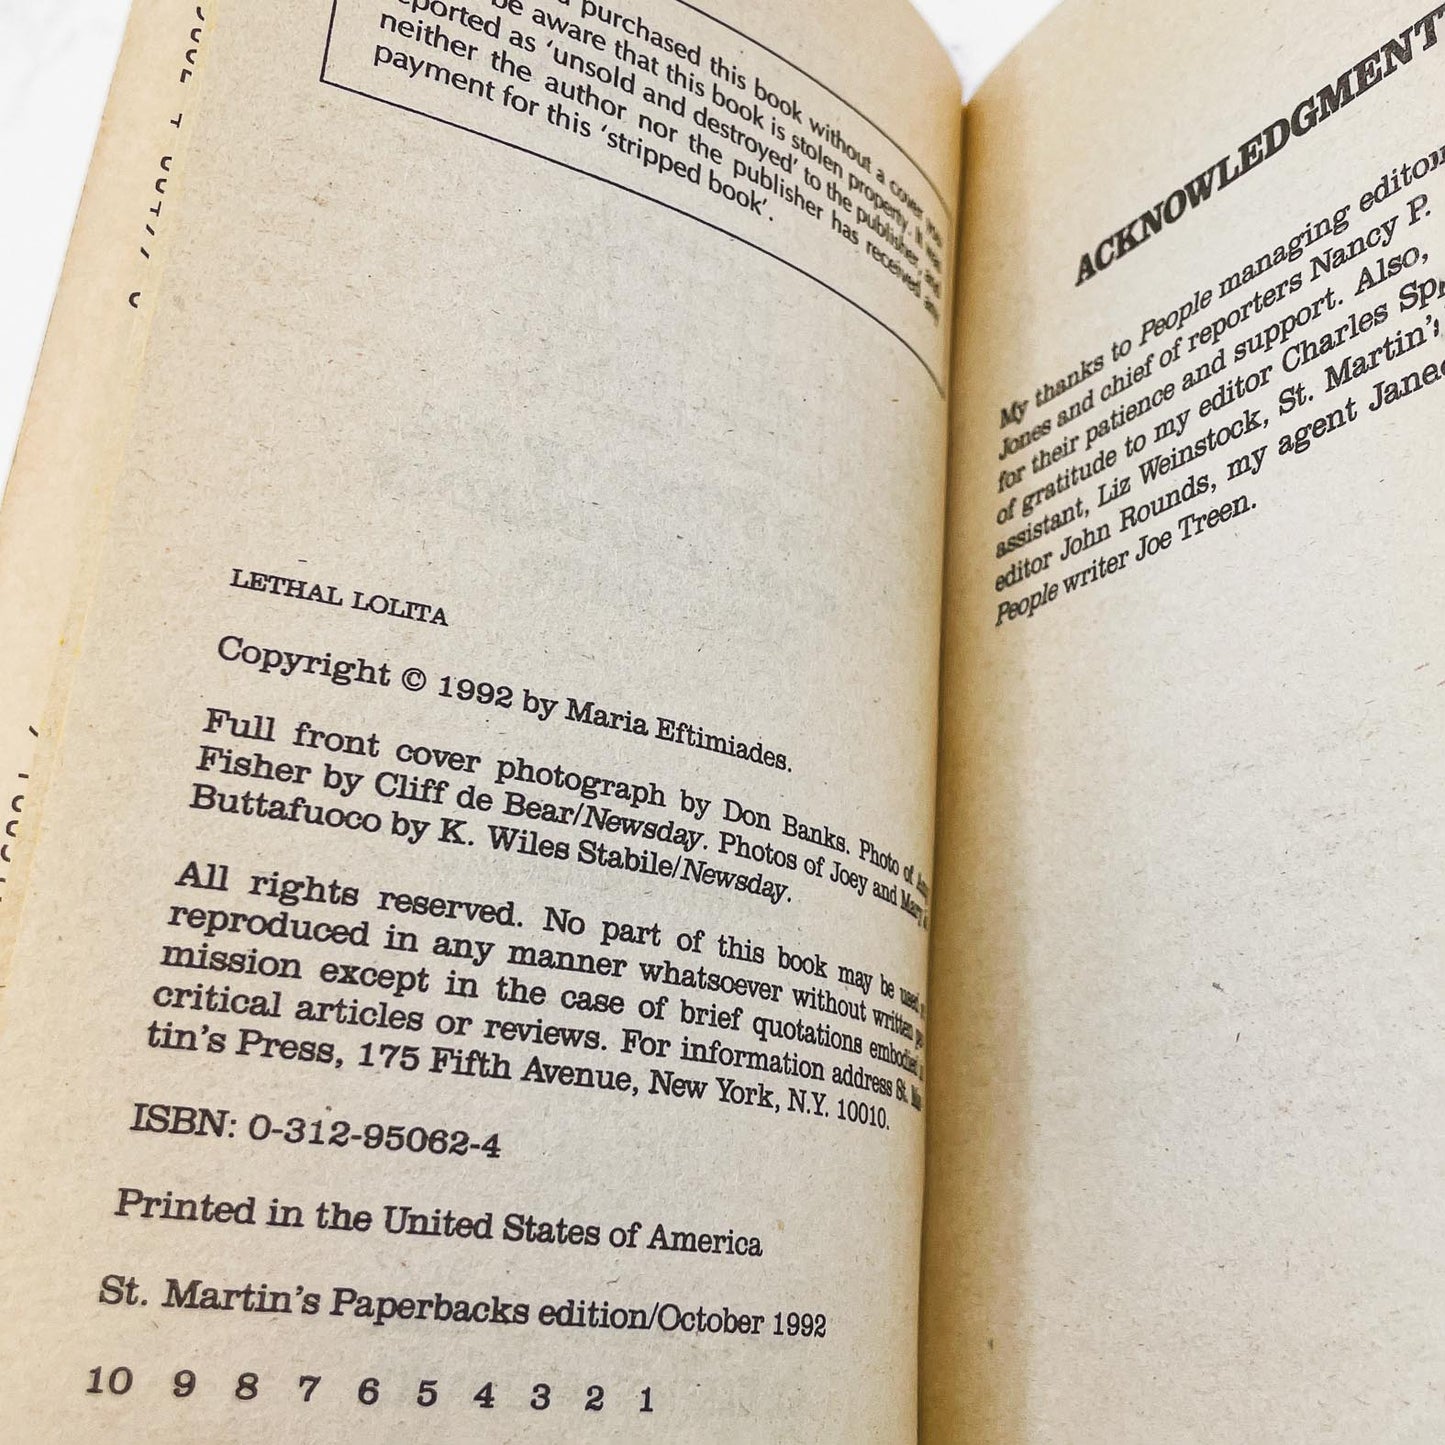 purchased this book without a cover you
be aware that this book is stolen property. It was
reported as 'unsold and destroyed' to the publisher, and
neither the author nor the publisher has received any
payment for this 'stripped book'.
LETHAL LOLITA
Copyright © 1992 by Maria Eftimiades.
Full front cover photograph by Don Banks. Photo of Amy
Fisher by Cliff de Bear/Newsday. Photos of Joey and Mary
Buttafuoco by K. Wiles Stabile/Newsday.
All rights reserved. No part of this book may be used
reproduced in any manner whatsoever without written
mission except in the case of brief quotations embodied
critical articles or reviews. For information address St.
tin's Press, 175 Fifth Avenue, New York, N.Y. 10010.
ISBN: 0-312-95062-4
Printed in the United States of America
St. Martin's Paperbacks edition/October 1992
10 9 8 7 6 5 4 3 2 1
ACKNOWLEDGMENT
My thanks to People managing editor
Jones and chief of reporters Nancy P.
for their patience and support. Also,
of gratitude to my editor Charles
assistant, Liz Weinstock, St. Martin's
editor John Rounds, my agent
People writer Joe Treen.